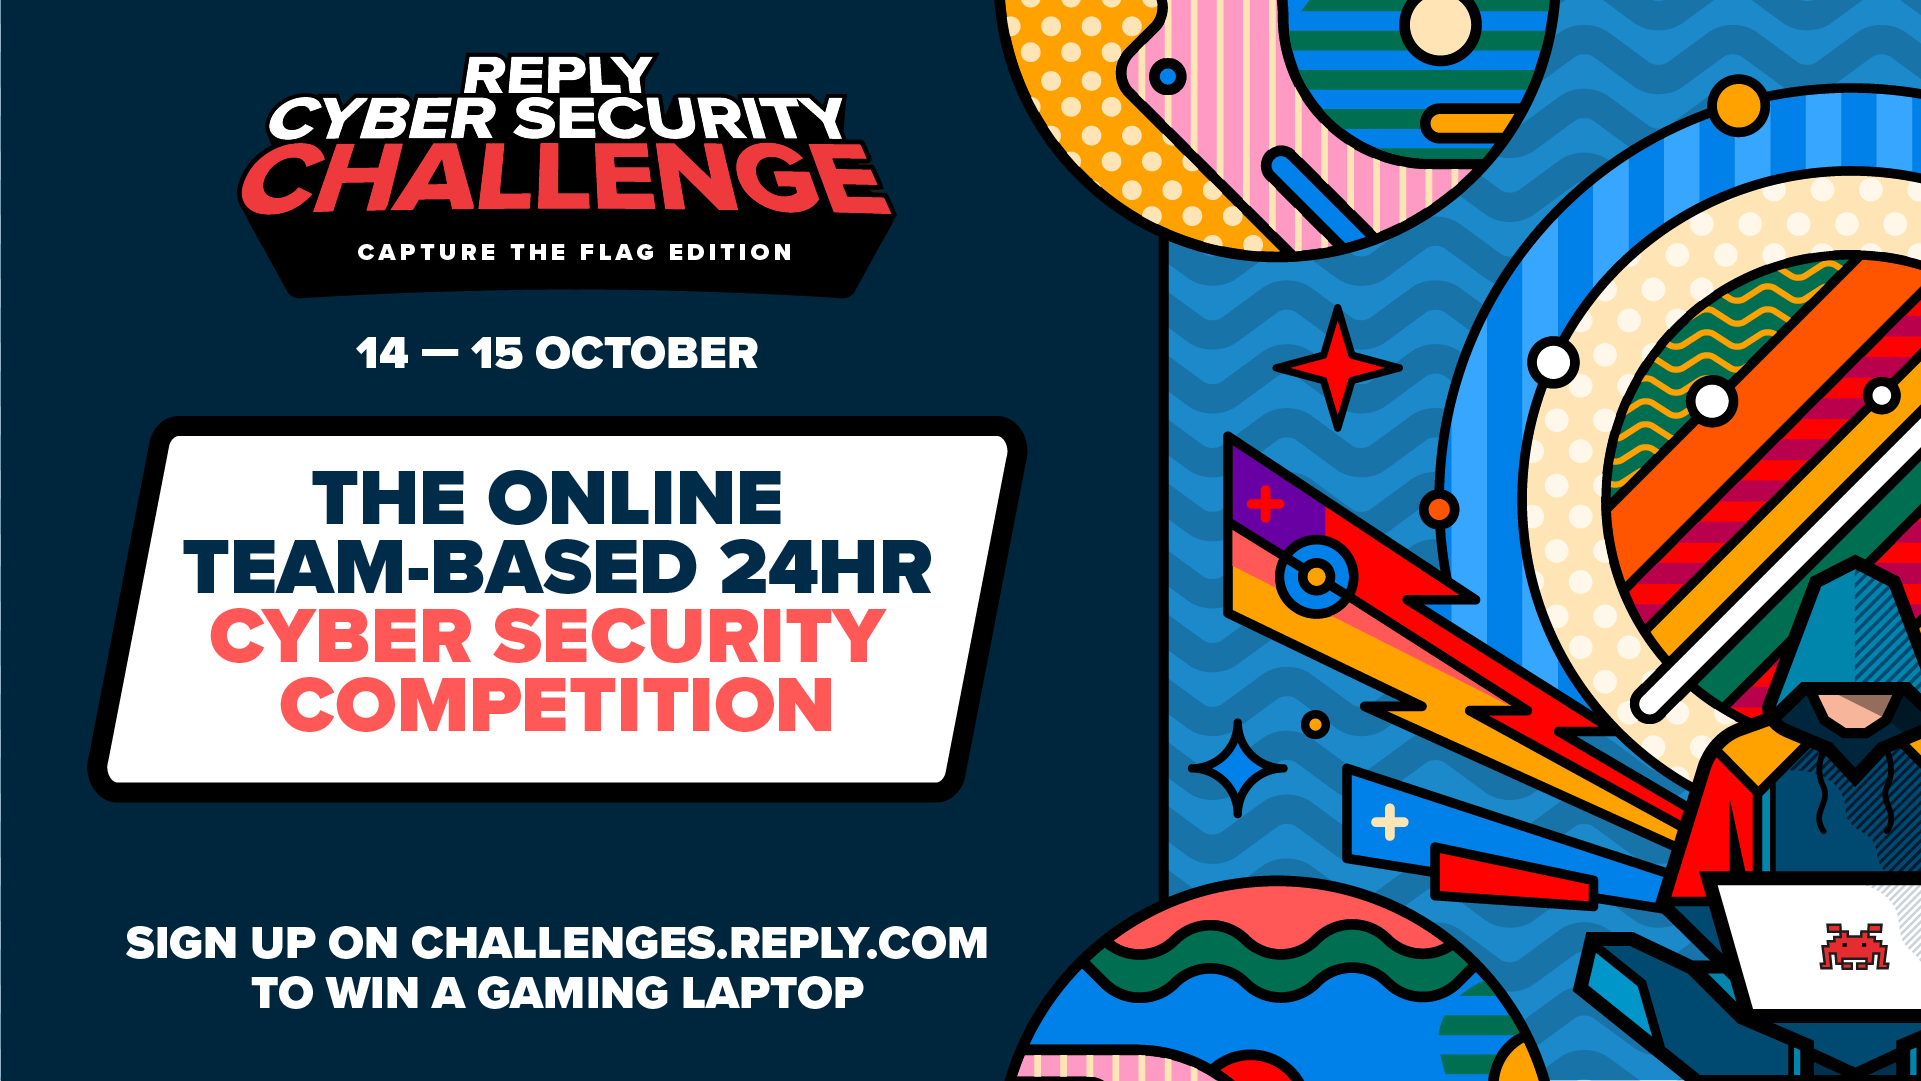 REPLY
CYBER SECURITY
CHALLENGE
CAPTURE THE FLAG EDITION
14 — 15 OCTOBER
THE ONLINE
TEAM-BASED 24HR
CYBER SECURITY
COMPETITION
SIGN UP ON CHALLENGES.REPLY.COM
TO WIN A GAMING LAPTOP